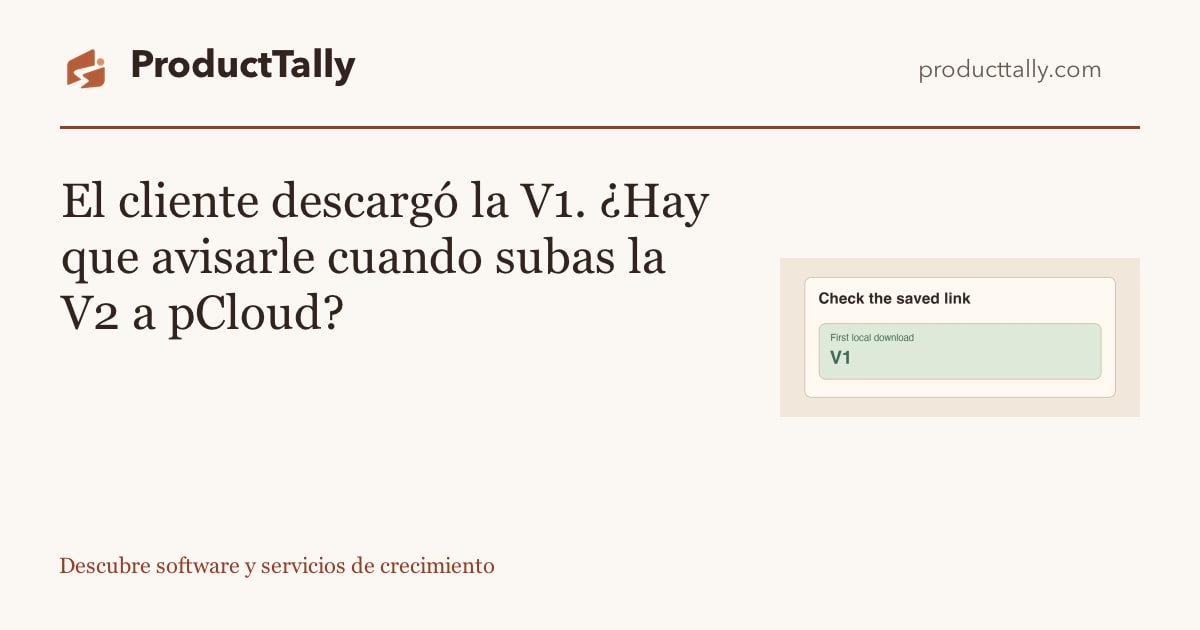 ProductTally
producttally.com
El cliente descargó la V1. ¿Hay
que avisarle cuando subas la
V2 a pCloud?
Check the saved link
First local download
V1
Descubre software y servicios de crecimiento